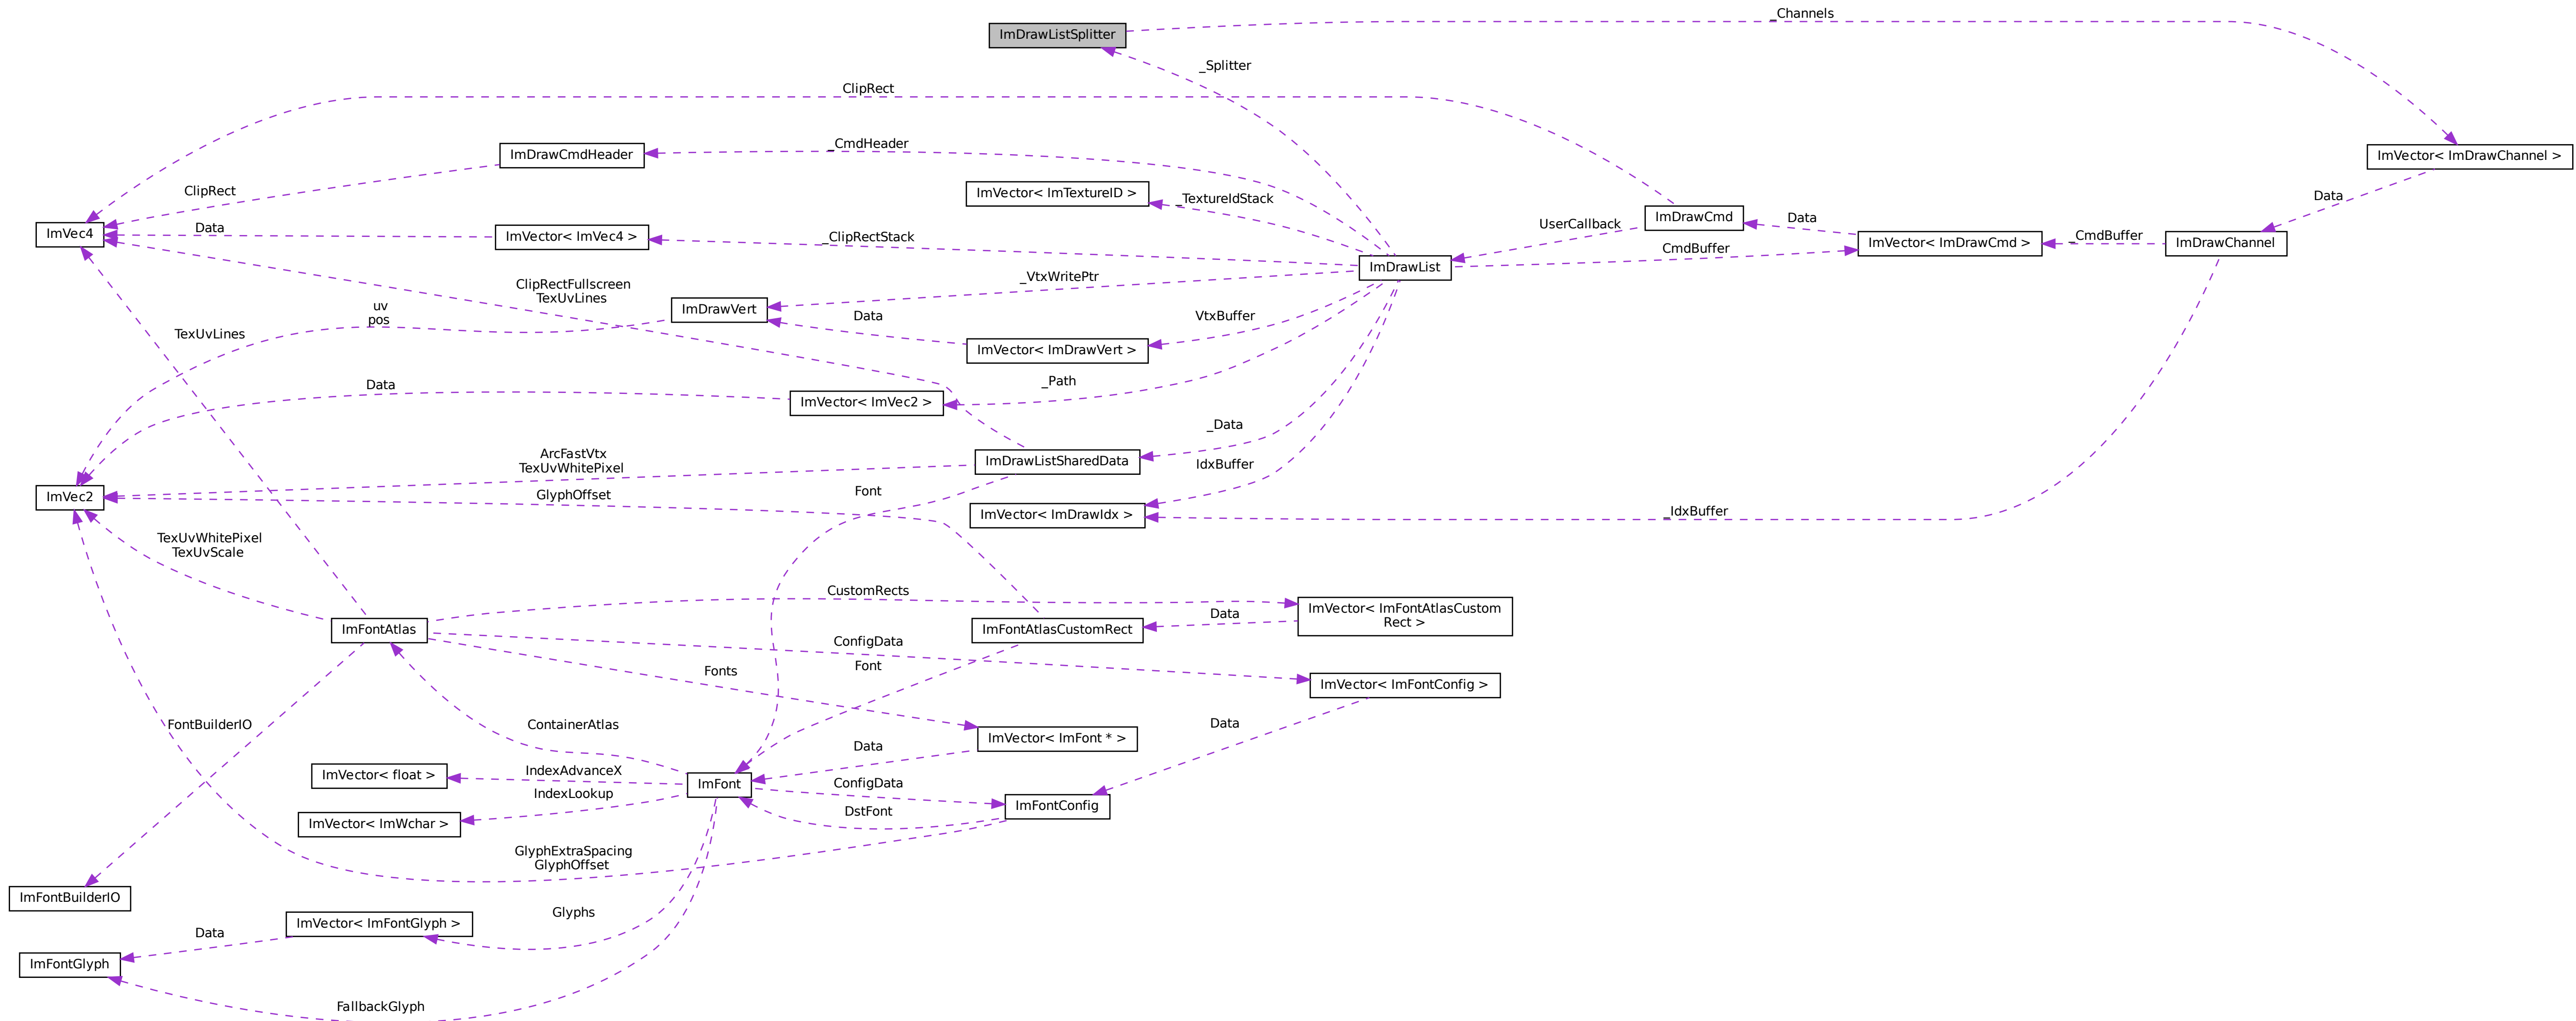 _Channels
ImDrawListSplitter
_Splitter
ClipRect
_CmdHeader
ImDrawCmdHeader
ImVector< ImDrawChannel >
ClipRect
ImVector< ImTextureID >
_TextureIdStack
Data
ImDrawCmd
UserCallback
Data
ImVec4
Data
ImVector< ImVec4 >
_ClipRectStack
CmdBuffer
ImVector< ImDrawCmd >
_CmdBuffer
ImDrawChannel
ImDrawList
_VtxWritePtr
ClipRectFullscreen
TexUvLines
uv
pos
ImDrawVert
Data
VtxBuffer
TexUvLines
ImVector< ImDrawVert >
Data
_Path
ImVector< ImVec2 >
_Data
ArcFastVtx
TexUvWhitePixel
ImDrawListSharedData
IdxBuffer
ImVec2
GlyphOffset
Font
ImVector< ImDrawIdx >
_IdxBuffer
TexUvWhitePixel
TexUvScale
CustomRects
ImVector< ImFontAtlasCustom
Rect >
Data
ImFontAtlas
ImFontAtlasCustomRect
ConfigData
Font
Fonts
ImVector< ImFontConfig >
FontBuilderIO
ContainerAtlas
Data
ImVector< ImFont * >
Data
ImVector< float >
IndexAdvanceX
ImFont
ConfigData
IndexLookup
ImFontConfig
DstFont
ImVector< ImWchar >
GlyphExtraSpacing
GlyphOffset
ImFontBuilderIO
Glyphs
ImVector< ImFontGlyph >
Data
ImFontGlyph
FallbackGlyph